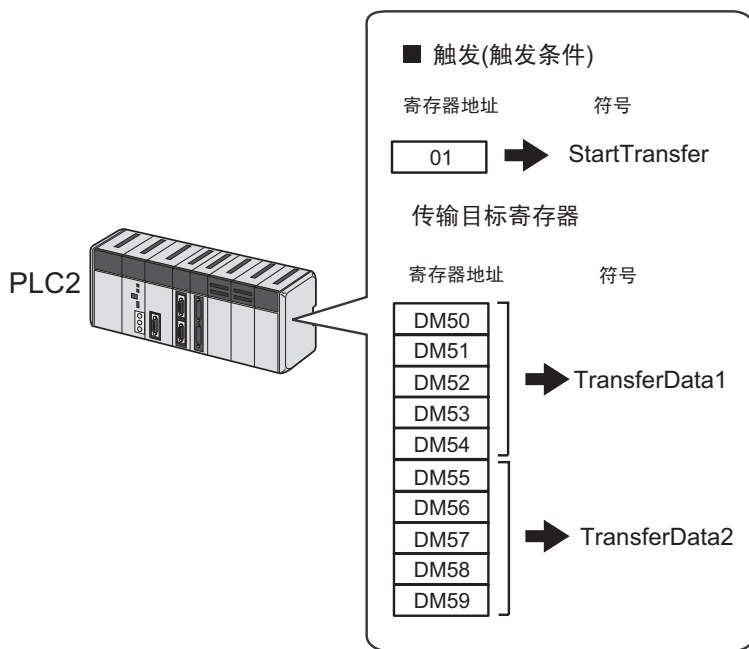 ■ 触发(触发条件)
寄存器地址 符号
01 StartTransfer
传输目标寄存器
PLC2
寄存器地址 符号
DM50
DM51
DM52 TransferData1
DM53
DM54
DM55
DM56
DM57 TransferData2
DM58
DM59